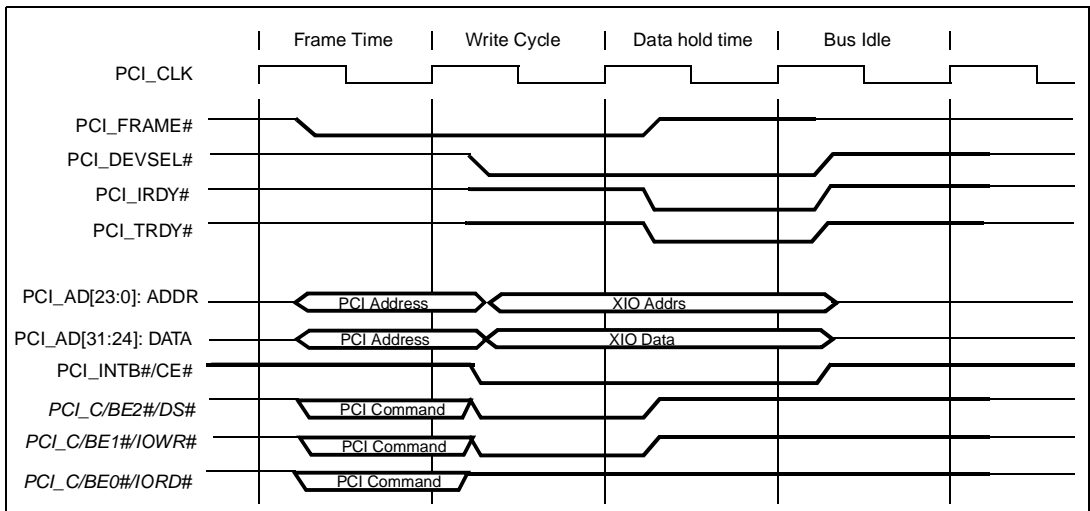 Frame Time Write Cycle Data hold time Bus Idle
PCI_CLK
PCI_FRAME#
PCI_DEVSEL#
PCI_IRDY#
PCI_TRDY#
PCI_AD[23:0]: ADDR PCI Address XIO Addrs
PCI_AD[31:24]: DATA PCI Address XIO Data
PCI_INTB#/CE#
PCI_C/BE2#/DS# PCI Command
PCI_C/BE1#/IOWR# PCI Command
PCI_C/BE0#/IORD# PCI Command